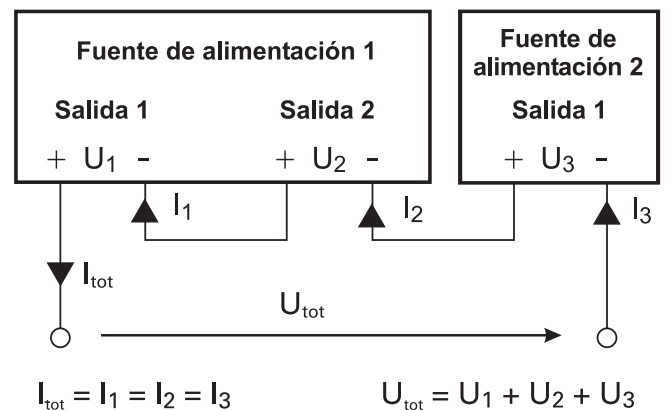 Fuente de alimentación 1
Salida 1 Salida 2
+ U₁ - + U₂ -
Fuente de
alimentación 2
Salida 1
+ U₃ -
I₁ I₂ I₃
Iₜₒₜ
Uₜₒₜ
Iₜₒₜ = I₁ = I₂ = I₃
Uₜₒₜ = U₁ + U₂ + U₃